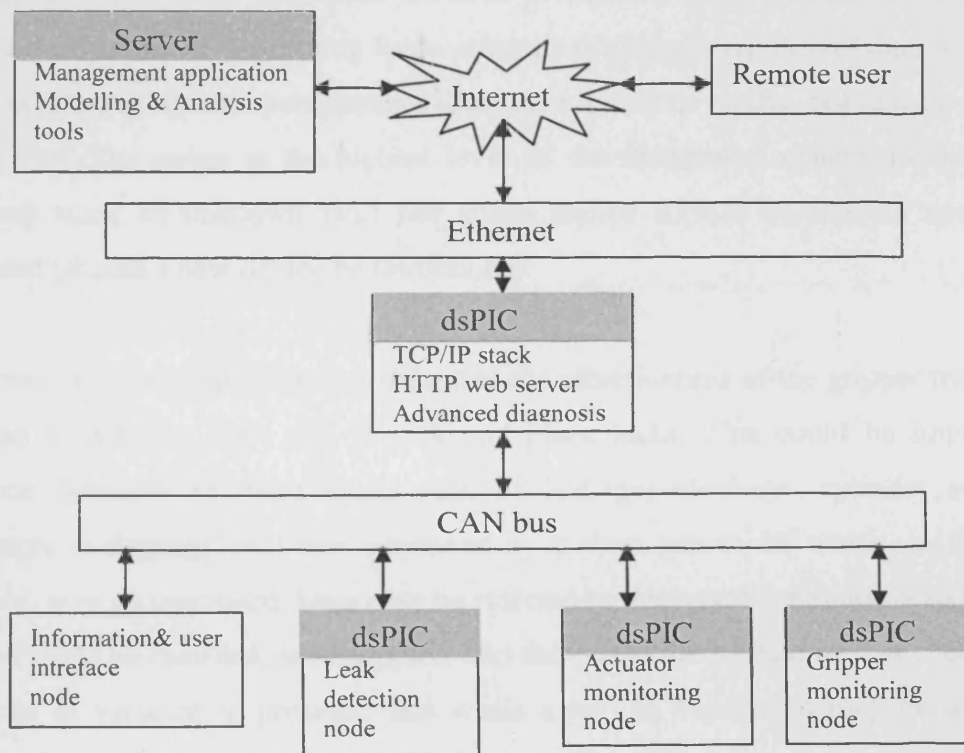 Server
Management application
Modelling & Analysis
tools
Internet
Remote user
Ethernet
dsPIC
TCP/IP stack
HTTP web server
Advanced diagnosis
CAN bus
Information& user
intreface
node
dsPIC
Leak
detection
node
dsPIC
Actuator
monitoring
node
dsPIC
Gripper
monitoring
node